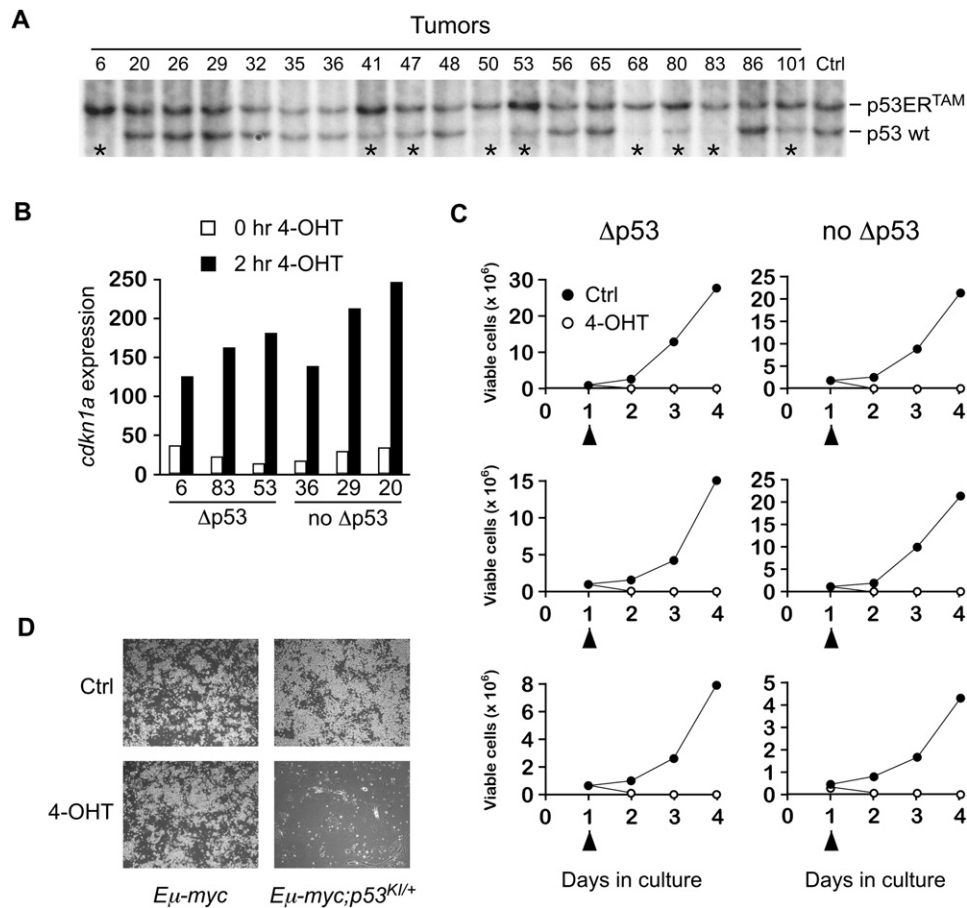 A
Tumors
6 20 26 29 32 35 36 41 47 48 50 53 56 65 68 80 83 86 101 Ctrl
p53ER^TAM
p53 wt
* * * * * * * * *
B
0 hr 4-OHT
2 hr 4-OHT
250
200
150
100
50
0
cdkn1a expression
6 83 53 36 29 20
Δp53 no Δp53
C
Δp53 no Δp53
Ctrl
4-OHT
Viable cells (x 10^6)
30
20
10
0
0 1 2 3 4
25
20
15
10
5
0
0 1 2 3 4
Viable cells (x 10^6)
15
10
5
0
0 1 2 3 4
25
20
15
10
5
0
0 1 2 3 4
Viable cells (x 10^6)
8
6
4
2
0
0 1 2 3 4
5
4
3
2
1
0
0 1 2 3 4
Days in culture Days in culture
D
Ctrl
4-OHT
Eμ-myc Eμ-myc;p53^KI/+